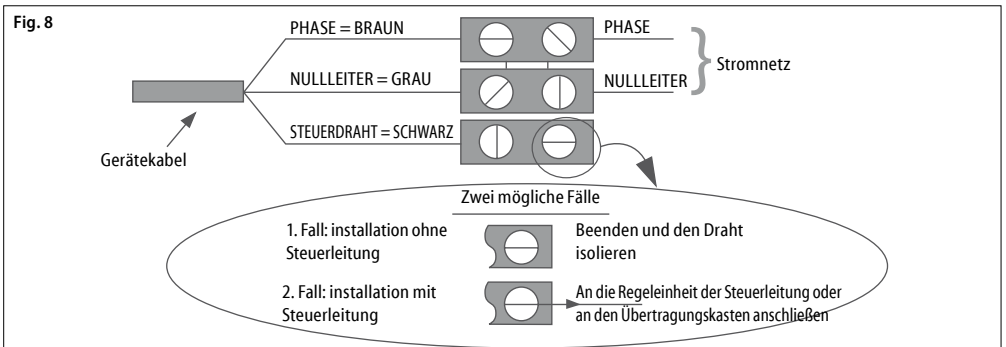 Fig. 8
PHASE = BRAUN
PHASE
NULLLEITER = GRAU
NULLLEITER
Stromnetz
STEUERDRAHT = SCHWARZ
Gerätekabel
Zwei mögliche Fälle
1. Fall: installation ohne
Steuerleitung
Beenden und den Draht
isolieren
2. Fall: installation mit
Steuerleitung
An die Regeleinheit der Steuerleitung oder
an den Übertragungskasten anschließen